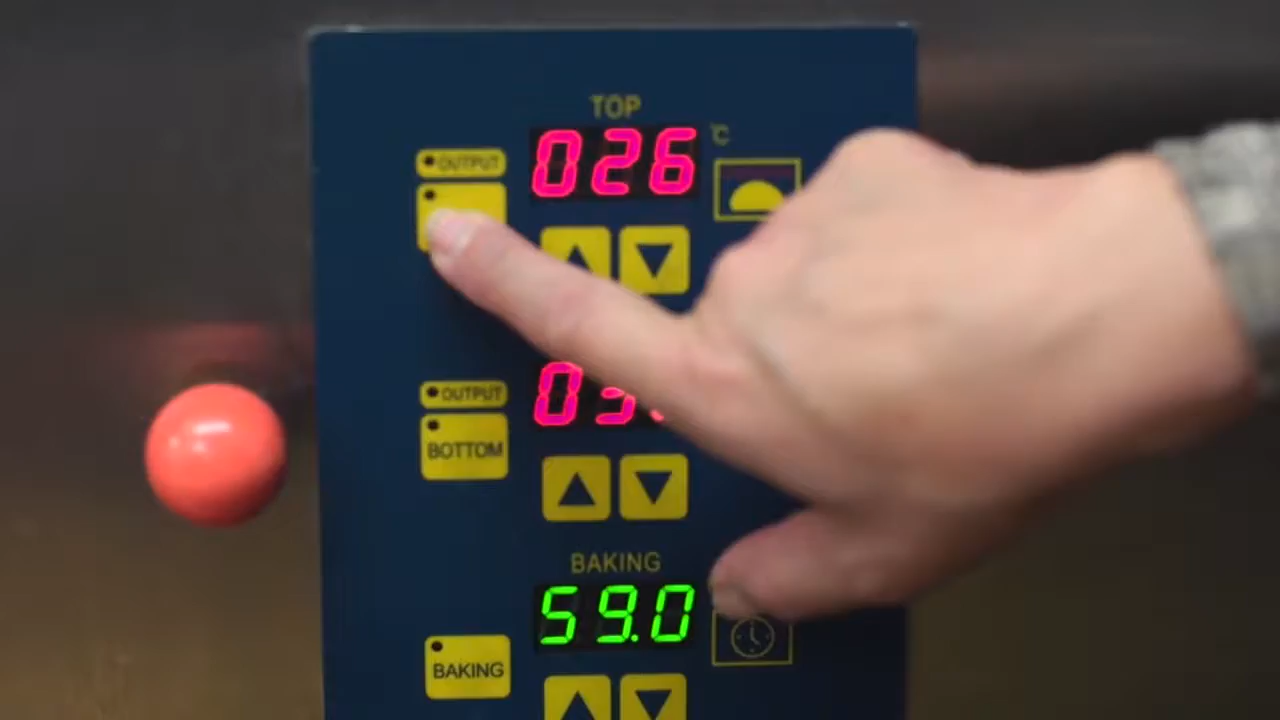 TOP
026 °C
OUTPUT
OUTPUT
BOTTOM
BAKING
59.0
BAKING